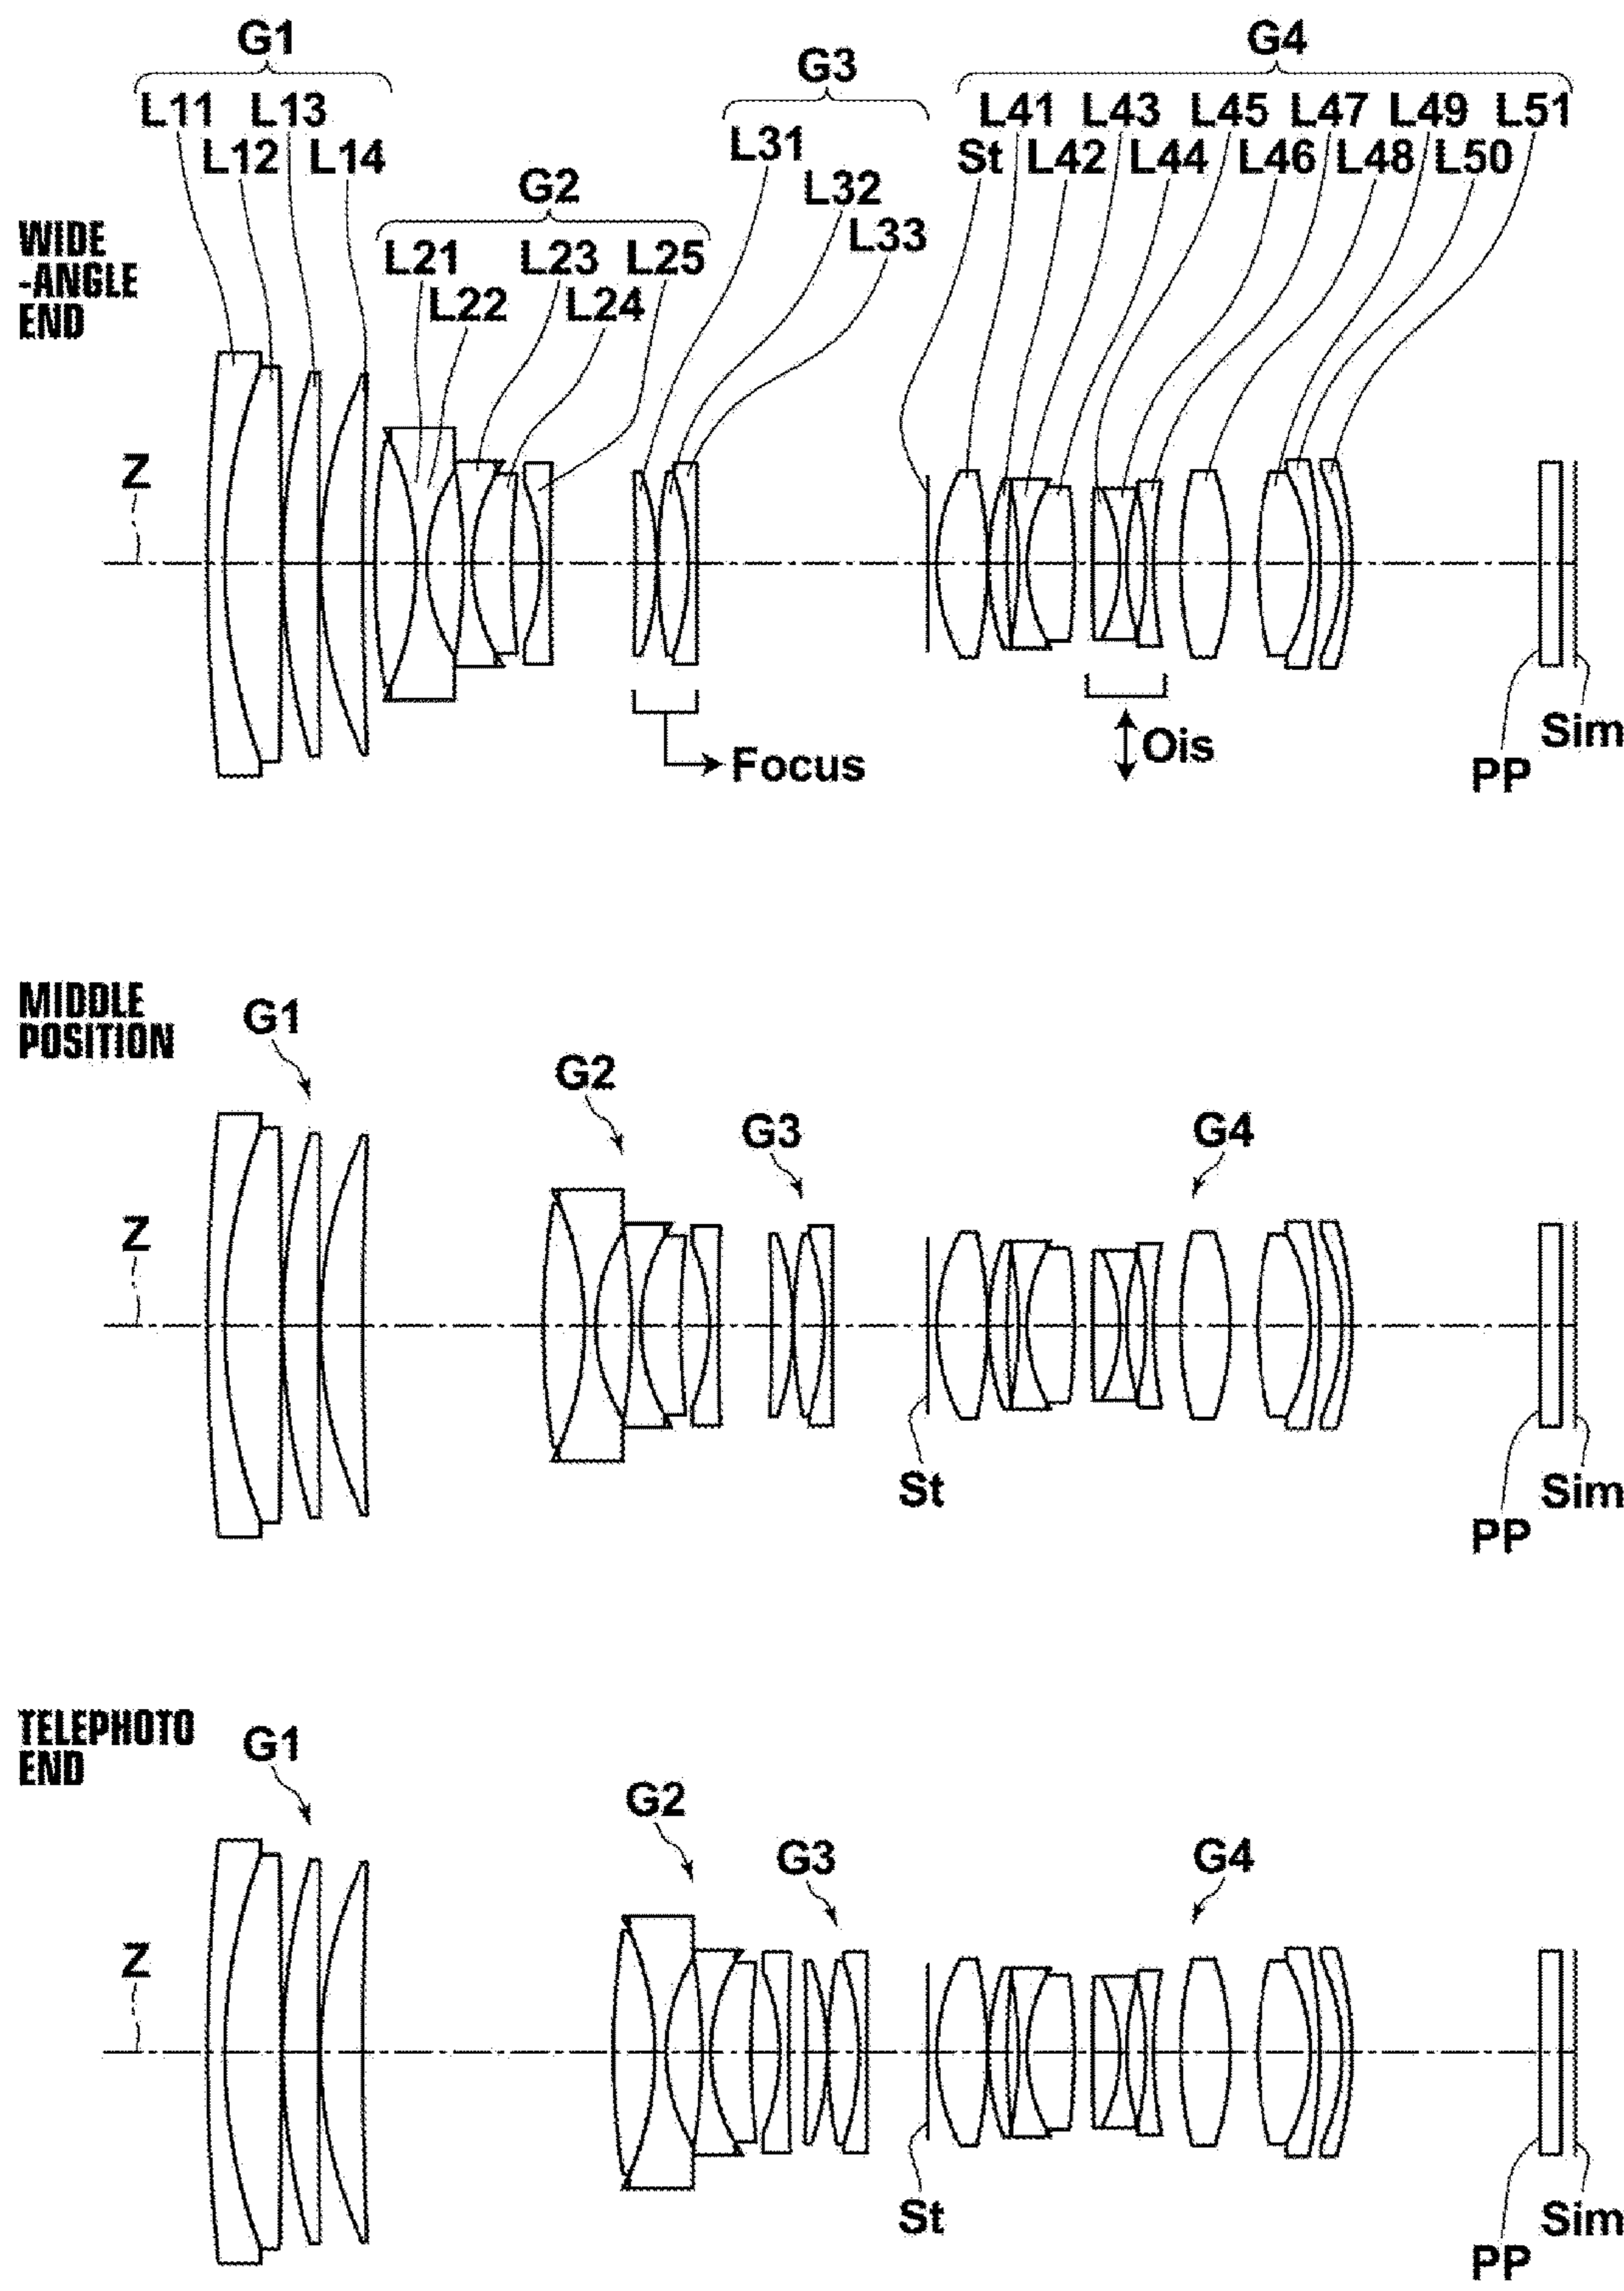 G1
G3
G4
L11 L13
L12 L14
L31
L32
L33
L41 L43 L45 L47 L49 L51
St L42 L44 L46 L48 L50
G2
L21 L23 L25
L22 L24
WIDE
-ANGLE
END
Z
Focus
Ois
Sim
PP
MIDDLE
POSITION
G1
G2
G3
G4
Z
St
Sim
PP
TELEPHOTO
END
G1
G2
G3
G4
Z
St
Sim
PP